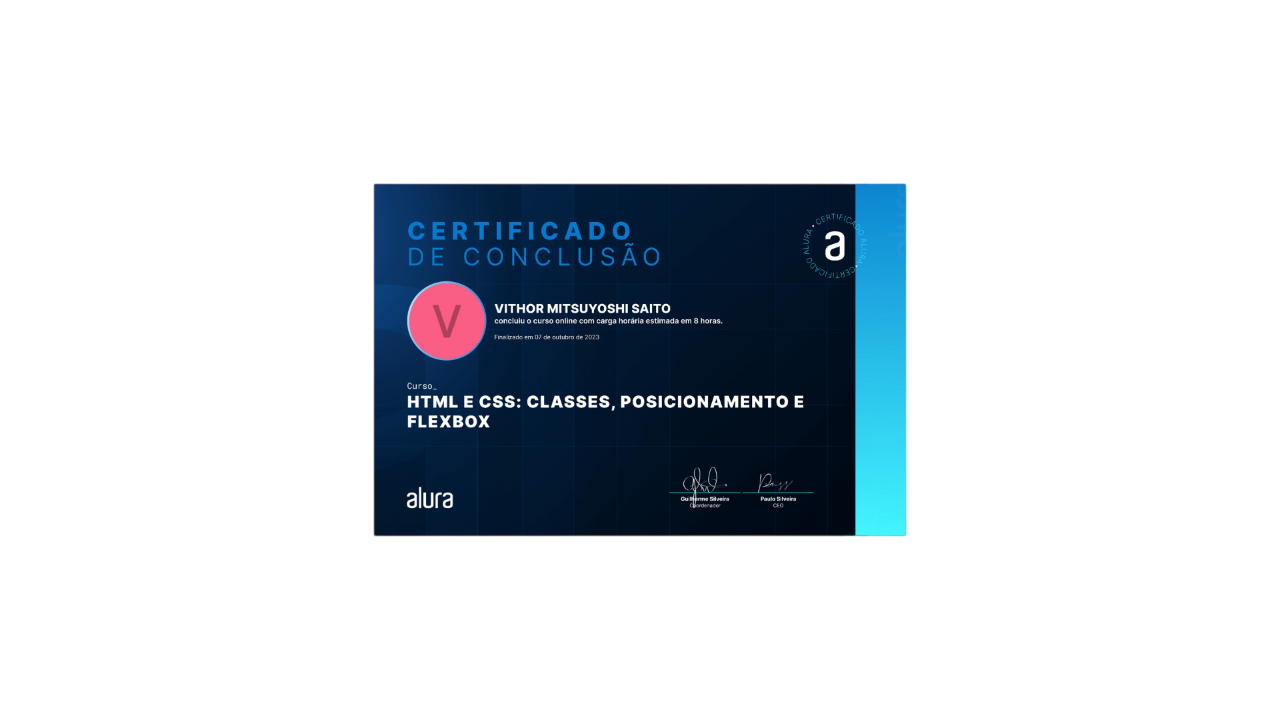 CERTIFICADO
DE CONCLUSÃO
CERTIFICADO ALURA • CERTIFICADO ALURA •
a
V
VITHOR MITSUYOSHI SAITO
concluiu o curso online com carga horária estimada em 8 horas.
Finalizado em 07 de outubro de 2023
Curso_
HTML E CSS: CLASSES, POSICIONAMENTO E
FLEXBOX
alura
Guilherme Silveira
Coordenador
Paulo Silveira
CEO